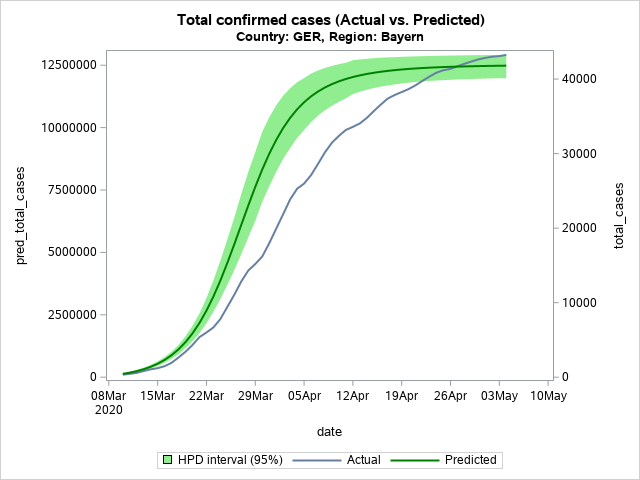 Total confirmed cases (Actual vs. Predicted)
Country: GER, Region: Bayern
12500000
10000000
7500000
5000000
2500000
0
pred_total_cases
40000
30000
20000
10000
0
total_cases
08Mar 15Mar 22Mar 29Mar 05Apr 12Apr 19Apr 26Apr 03May 10May
2020
date
HPD interval (95%) Actual Predicted